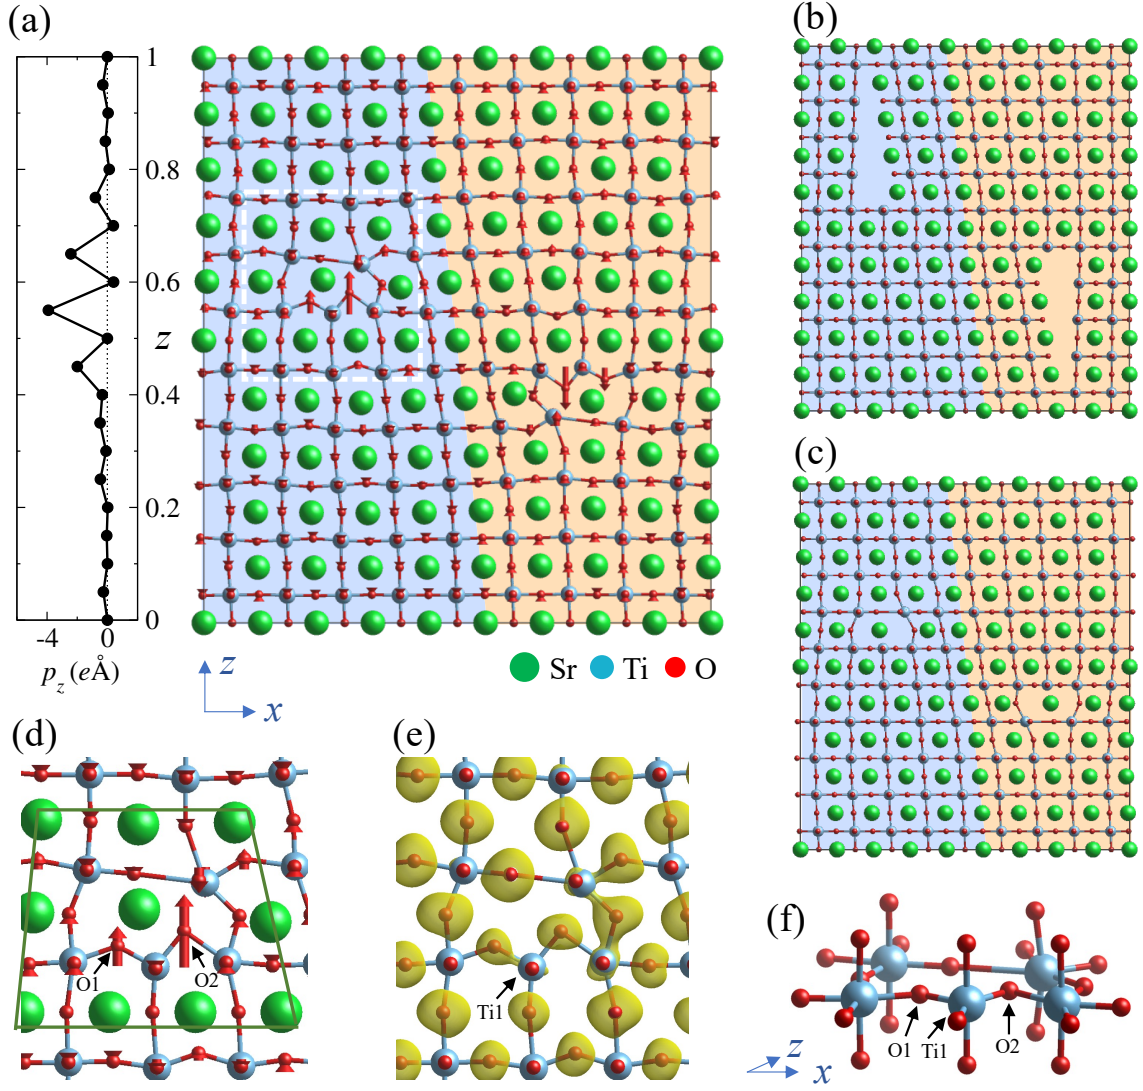 (a)
1
0.8
0.6
z
0.4
0.2
0
-4 0
p_z (eÅ)
z
x
Sr Ti O
(b)
(c)
(d)
O1
O2
(e)
Ti1
(f)
O1
Ti1
O2
z
x